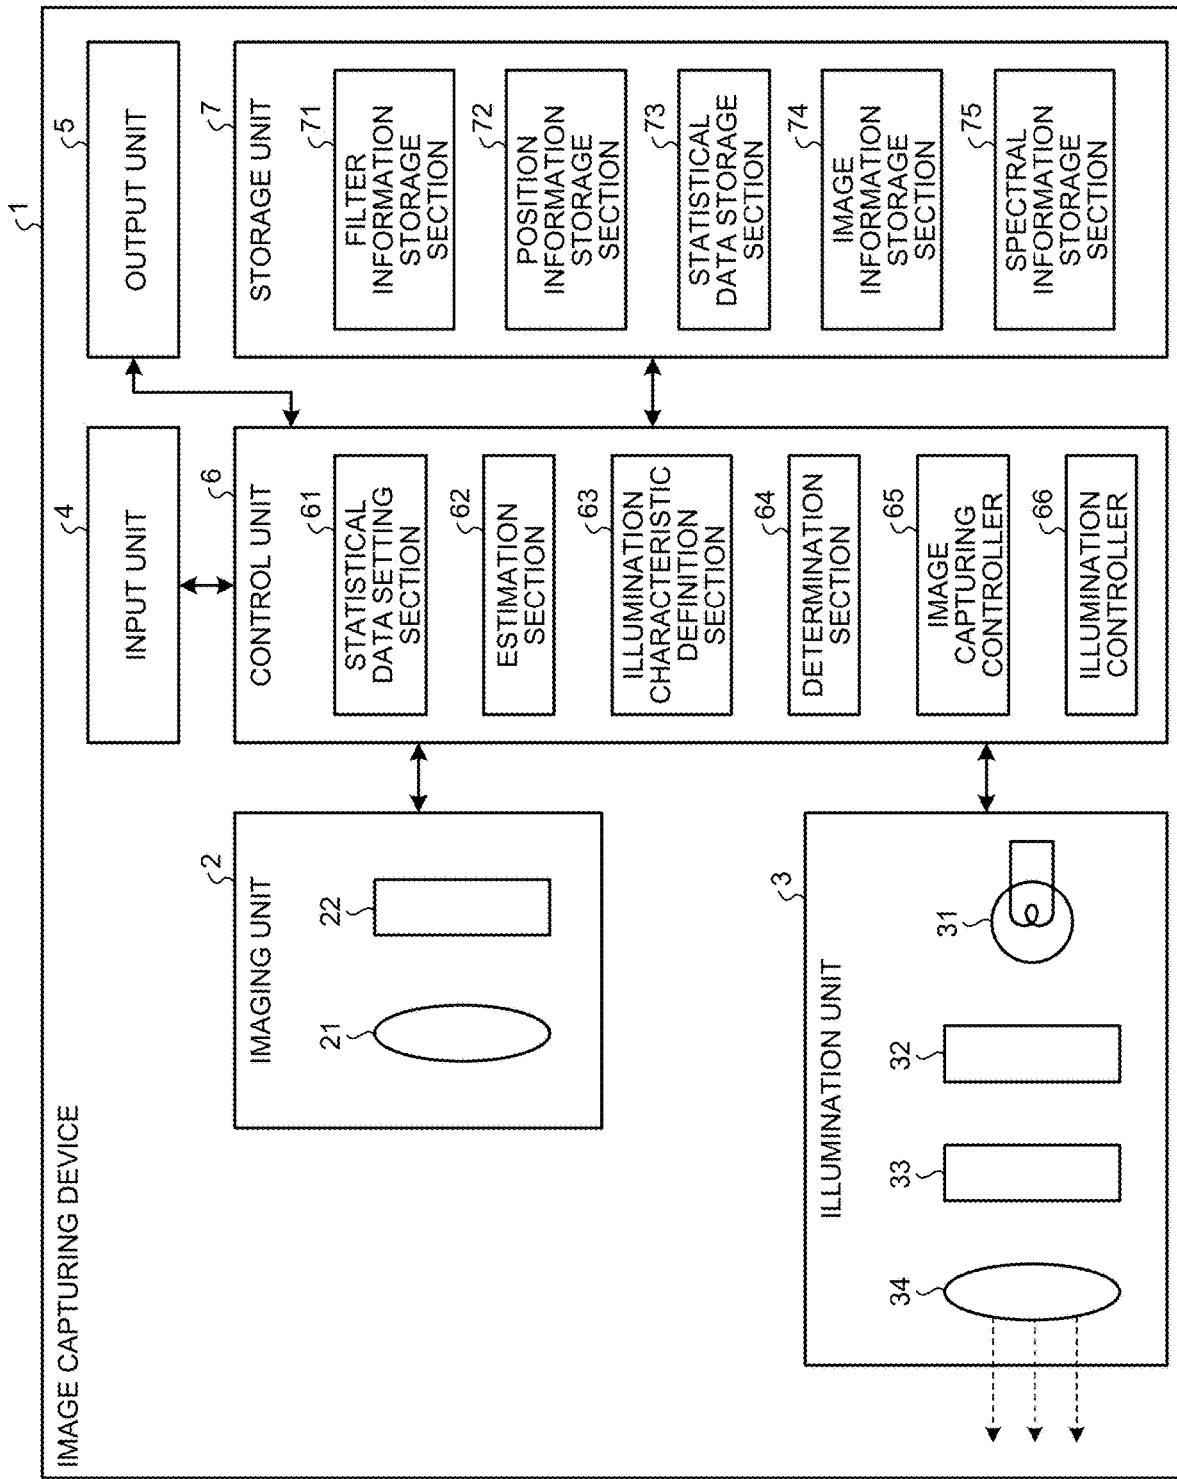 1
IMAGE CAPTURING DEVICE
2
IMAGING UNIT
21
22
3
ILLUMINATION UNIT
34
33
32
31
4
INPUT UNIT
6
CONTROL UNIT
61
STATISTICAL
DATA SETTING
SECTION
62
ESTIMATION
SECTION
63
ILLUMINATION
CHARACTERISTIC
DEFINITION
SECTION
64
DETERMINATION
SECTION
65
IMAGE
CAPTURING
CONTROLLER
66
ILLUMINATION
CONTROLLER
5
OUTPUT UNIT
7
STORAGE UNIT
71
FILTER
INFORMATION
STORAGE
SECTION
72
POSITION
INFORMATION
STORAGE
SECTION
73
STATISTICAL
DATA STORAGE
SECTION
74
IMAGE
INFORMATION
STORAGE
SECTION
75
SPECTRAL
INFORMATION
STORAGE
SECTION